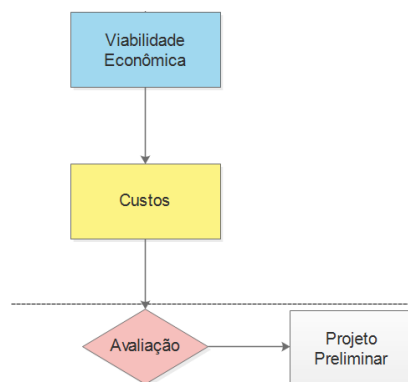 Viabilidade
Econômica
Custos
Avaliação
Projeto
Preliminar